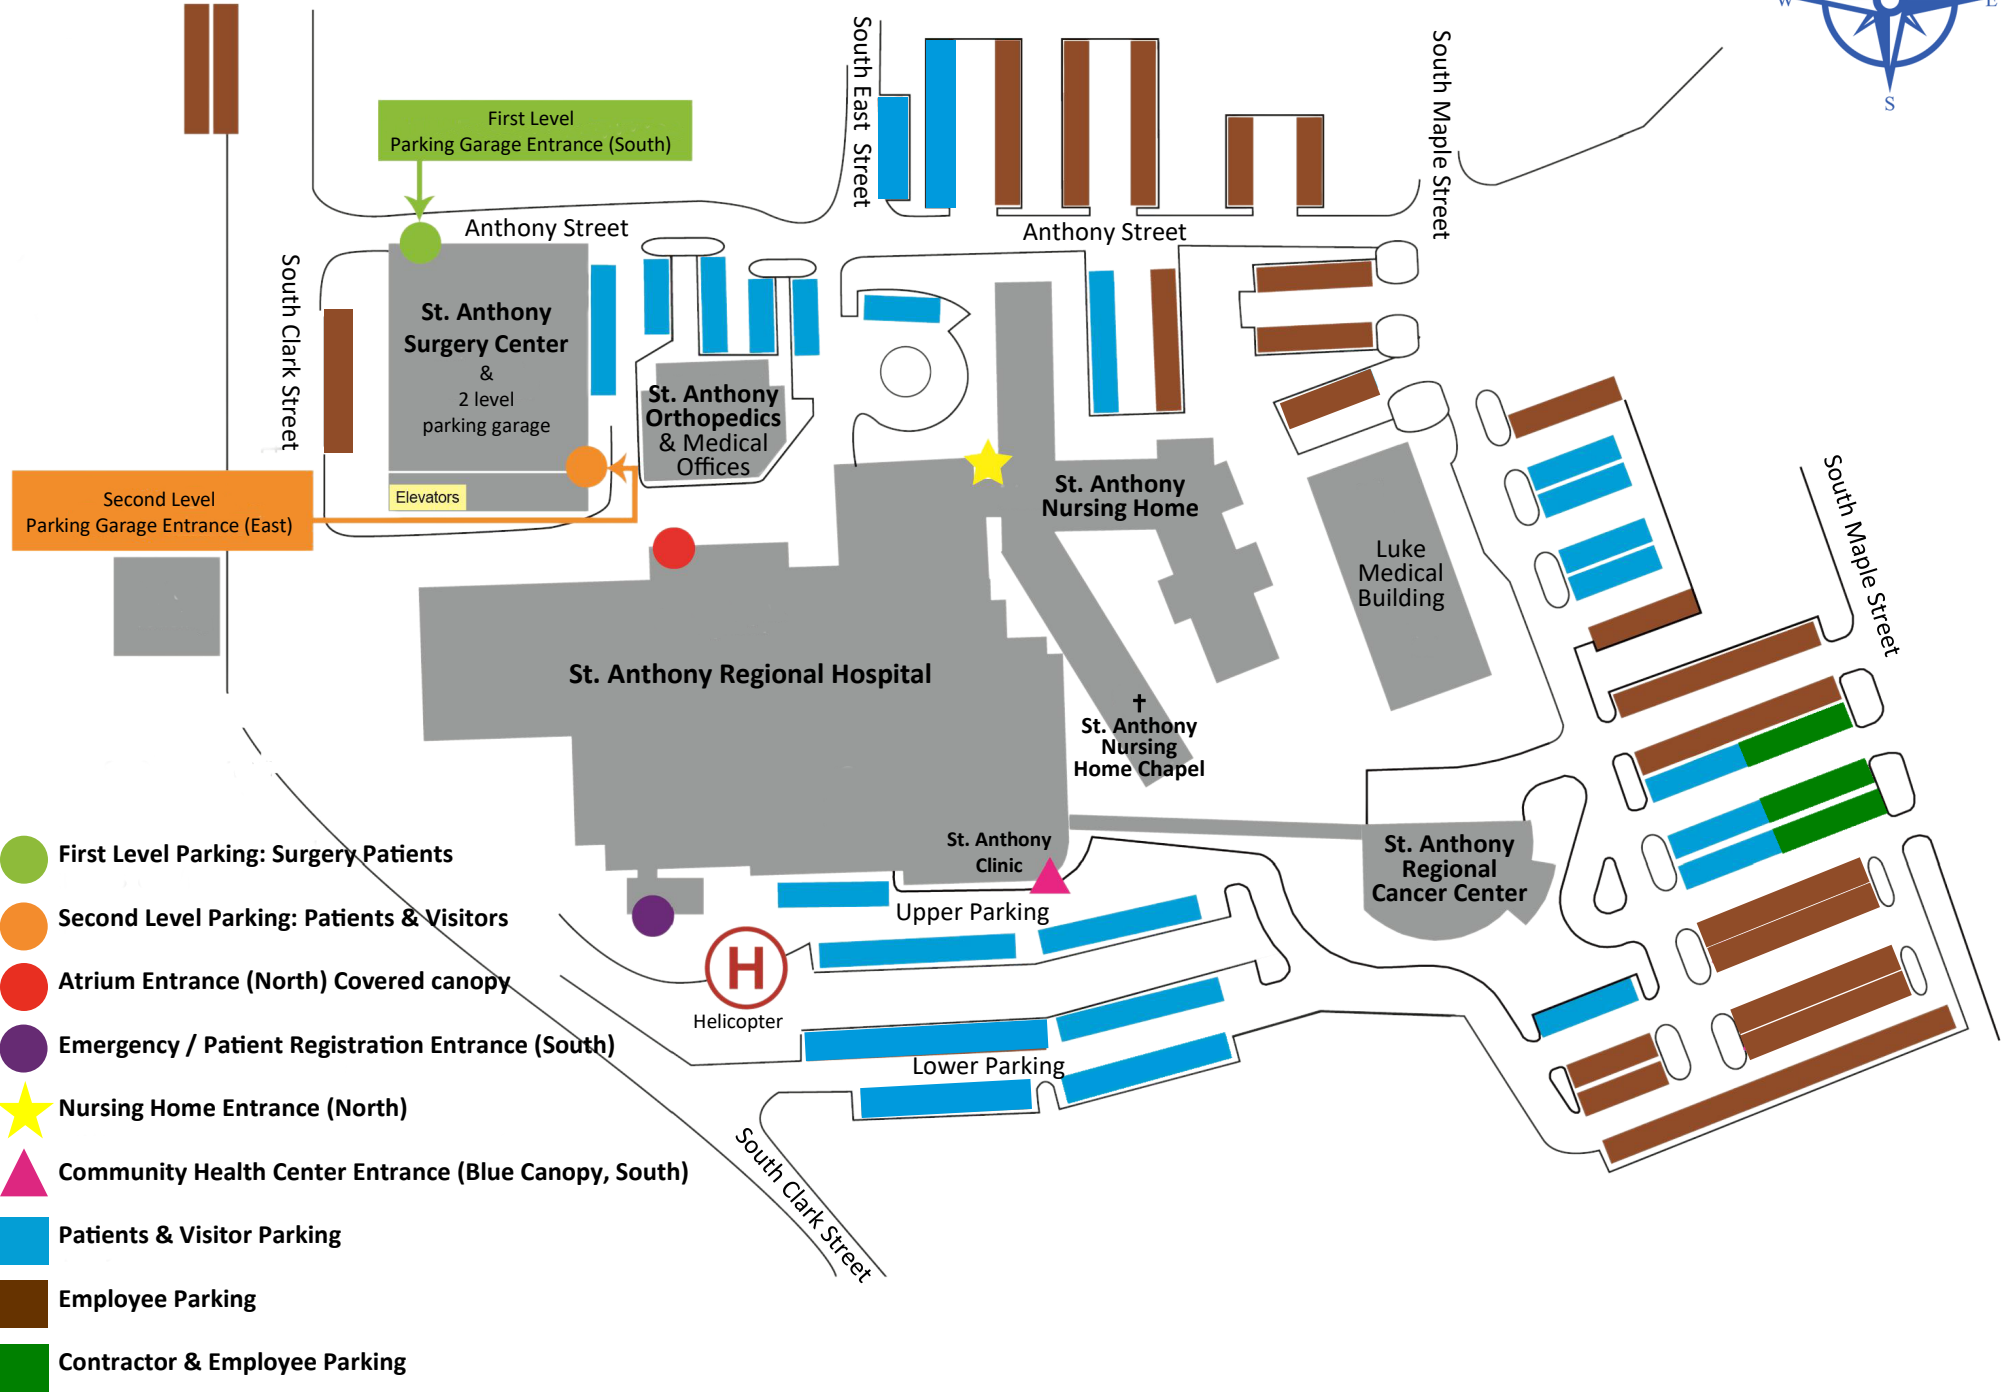 W
E
S
South East Street
South Maple Street
First Level
Parking Garage Entrance (South)
Anthony Street
Anthony Street
South Clark Street
St. Anthony
Surgery Center
&
2 level
parking garage
St. Anthony
Orthopedics
& Medical
Offices
Second Level
Parking Garage Entrance (East)
Elevators
St. Anthony
Nursing Home
Luke
Medical
Building
South Maple Street
St. Anthony Regional Hospital
St. Anthony
Nursing
Home Chapel
St. Anthony
Clinic
St. Anthony
Regional
Cancer Center
Upper Parking
H
Helicopter
Lower Parking
South Clark Street
First Level Parking: Surgery Patients
Second Level Parking: Patients & Visitors
Atrium Entrance (North) Covered canopy
Emergency / Patient Registration Entrance (South)
Nursing Home Entrance (North)
Community Health Center Entrance (Blue Canopy, South)
Patients & Visitor Parking
Employee Parking
Contractor & Employee Parking